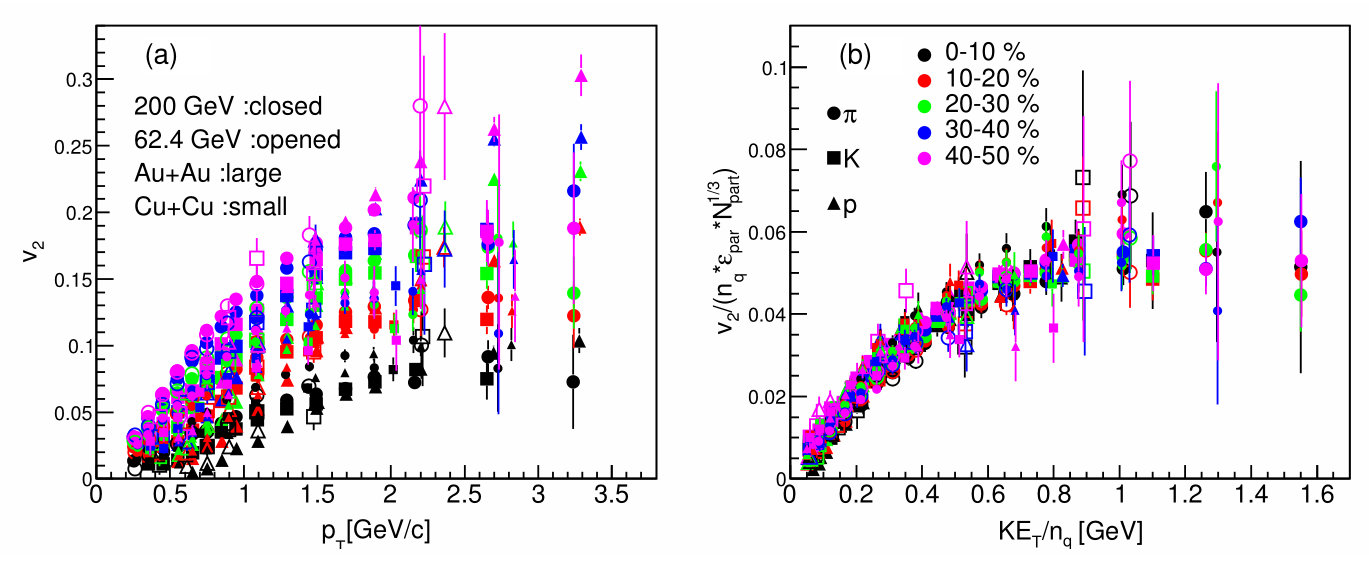 (a)
200 GeV :closed
62.4 GeV :opened
Au+Au :large
Cu+Cu :small
v2
0.3
0.25
0.2
0.15
0.1
0.05
0
0 0.5 1 1.5 2 2.5 3 3.5
pT[GeV/c]
(b)
0-10 %
10-20 %
20-30 %
30-40 %
40-50 %
π
K
p
v2/(nq*εpar*N1/3part)
0.1
0.08
0.06
0.04
0.02
0
0 0.2 0.4 0.6 0.8 1 1.2 1.4 1.6
KET/nq [GeV]